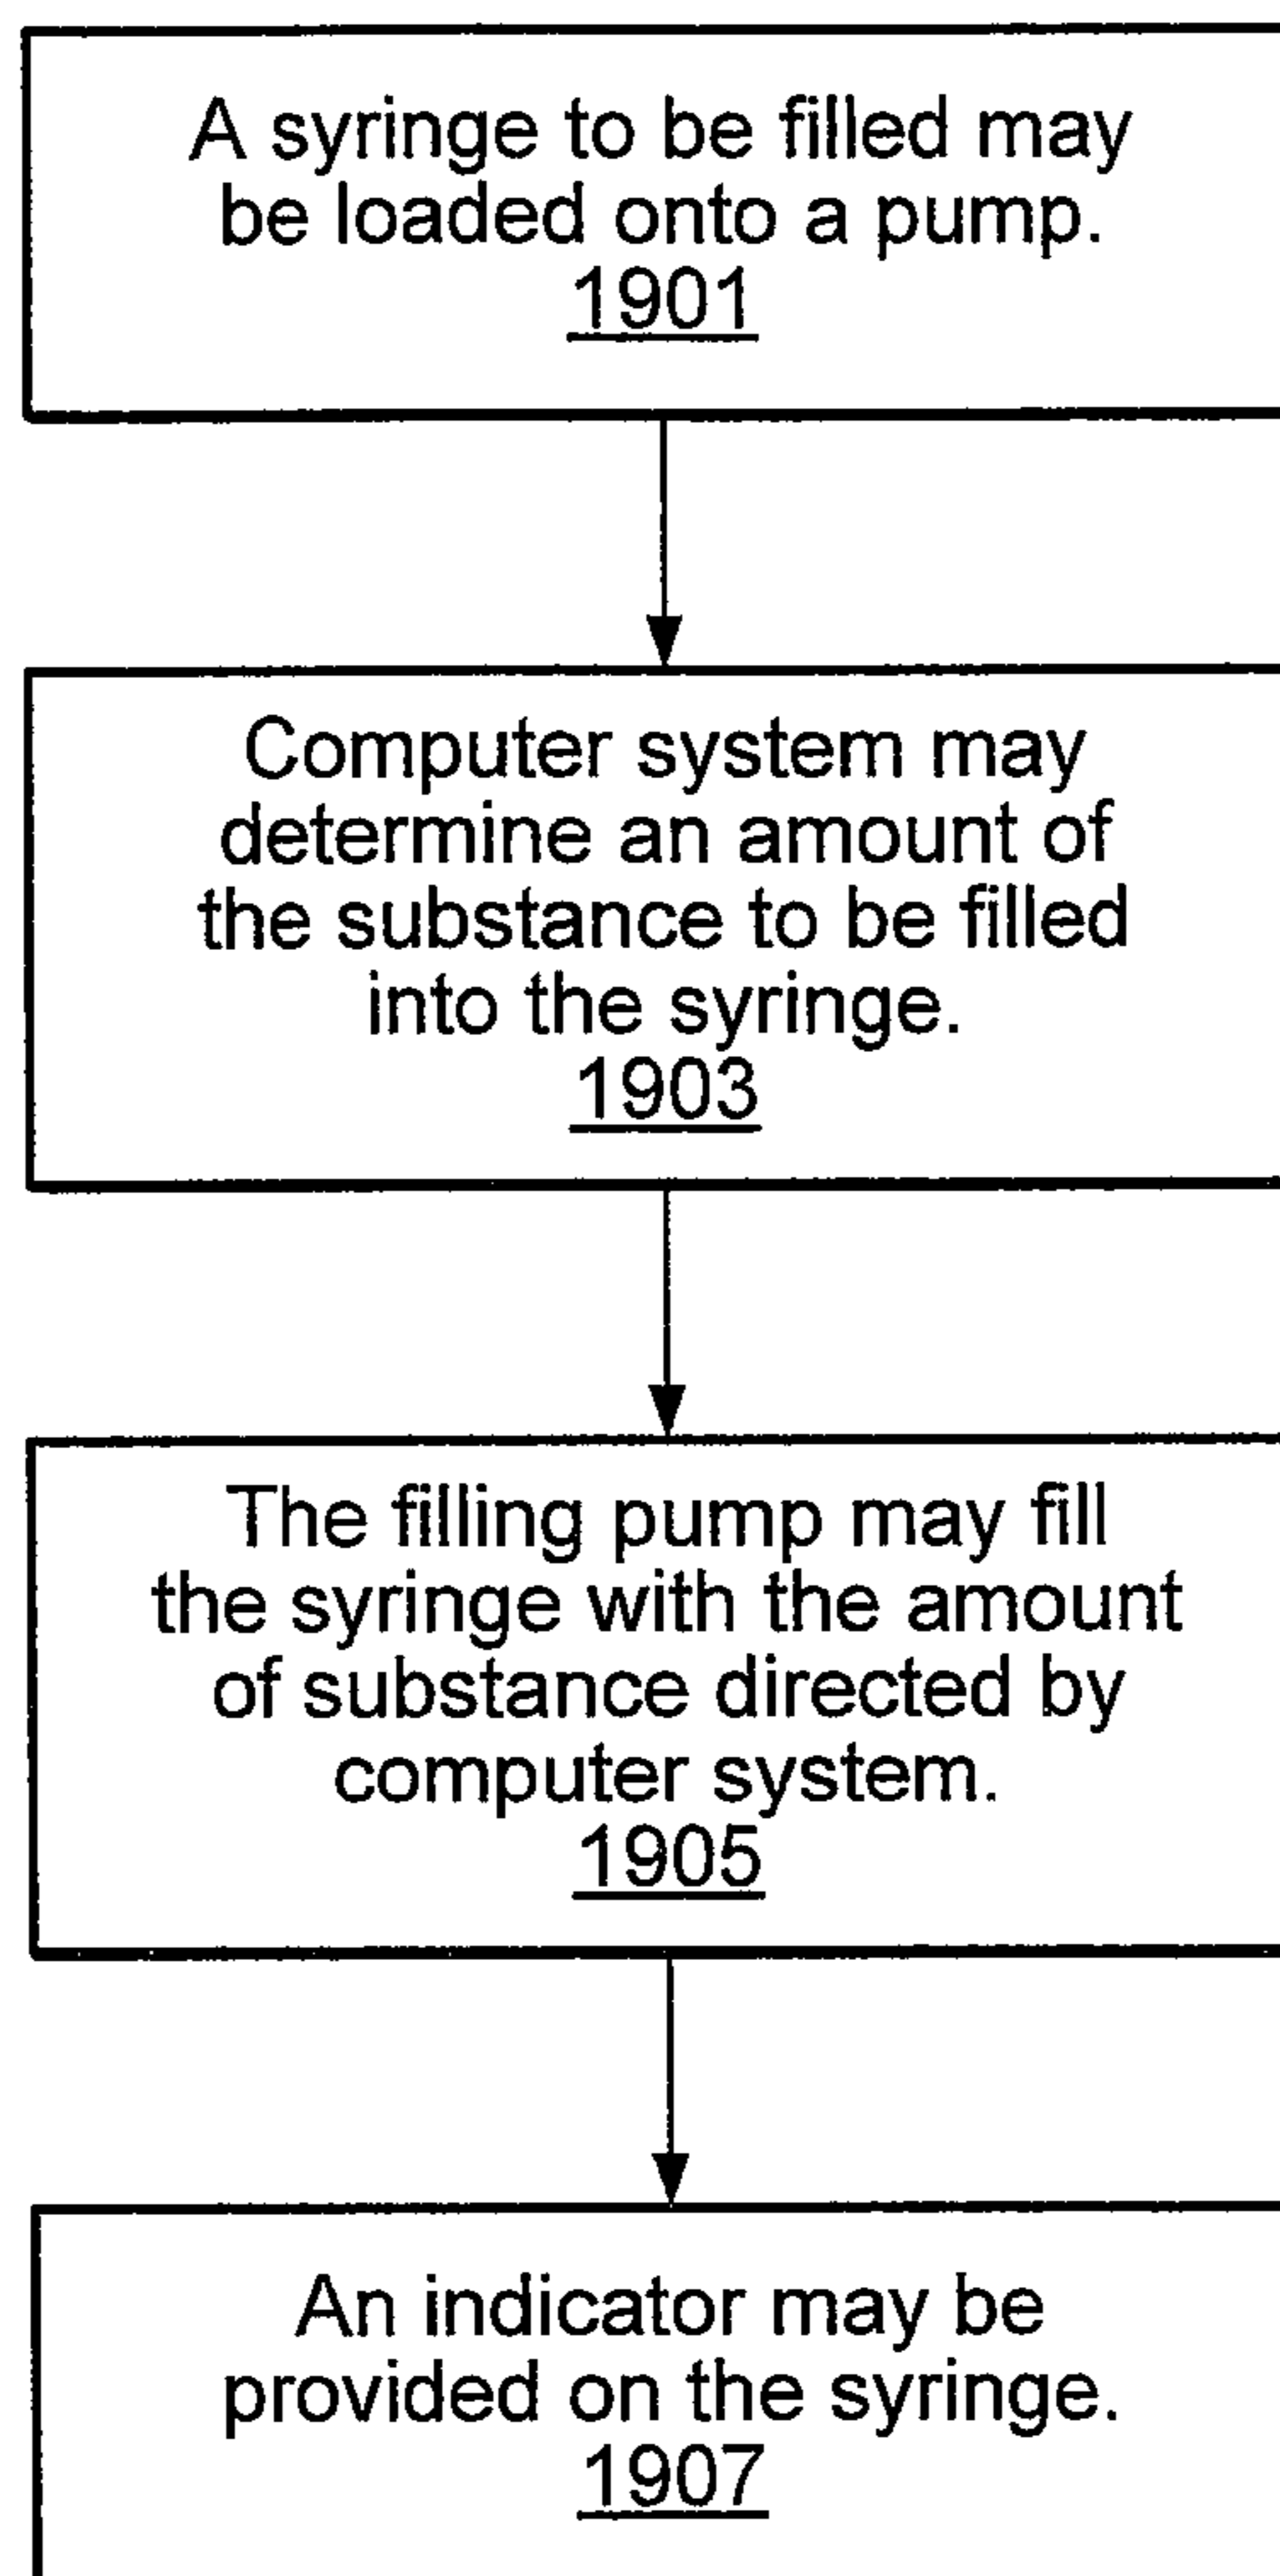 A syringe to be filled may
be loaded onto a pump.
1901
Computer system may
determine an amount of
the substance to be filled
into the syringe.
1903
The filling pump may fill
the syringe with the amount
of substance directed by
computer system.
1905
An indicator may be
provided on the syringe.
1907